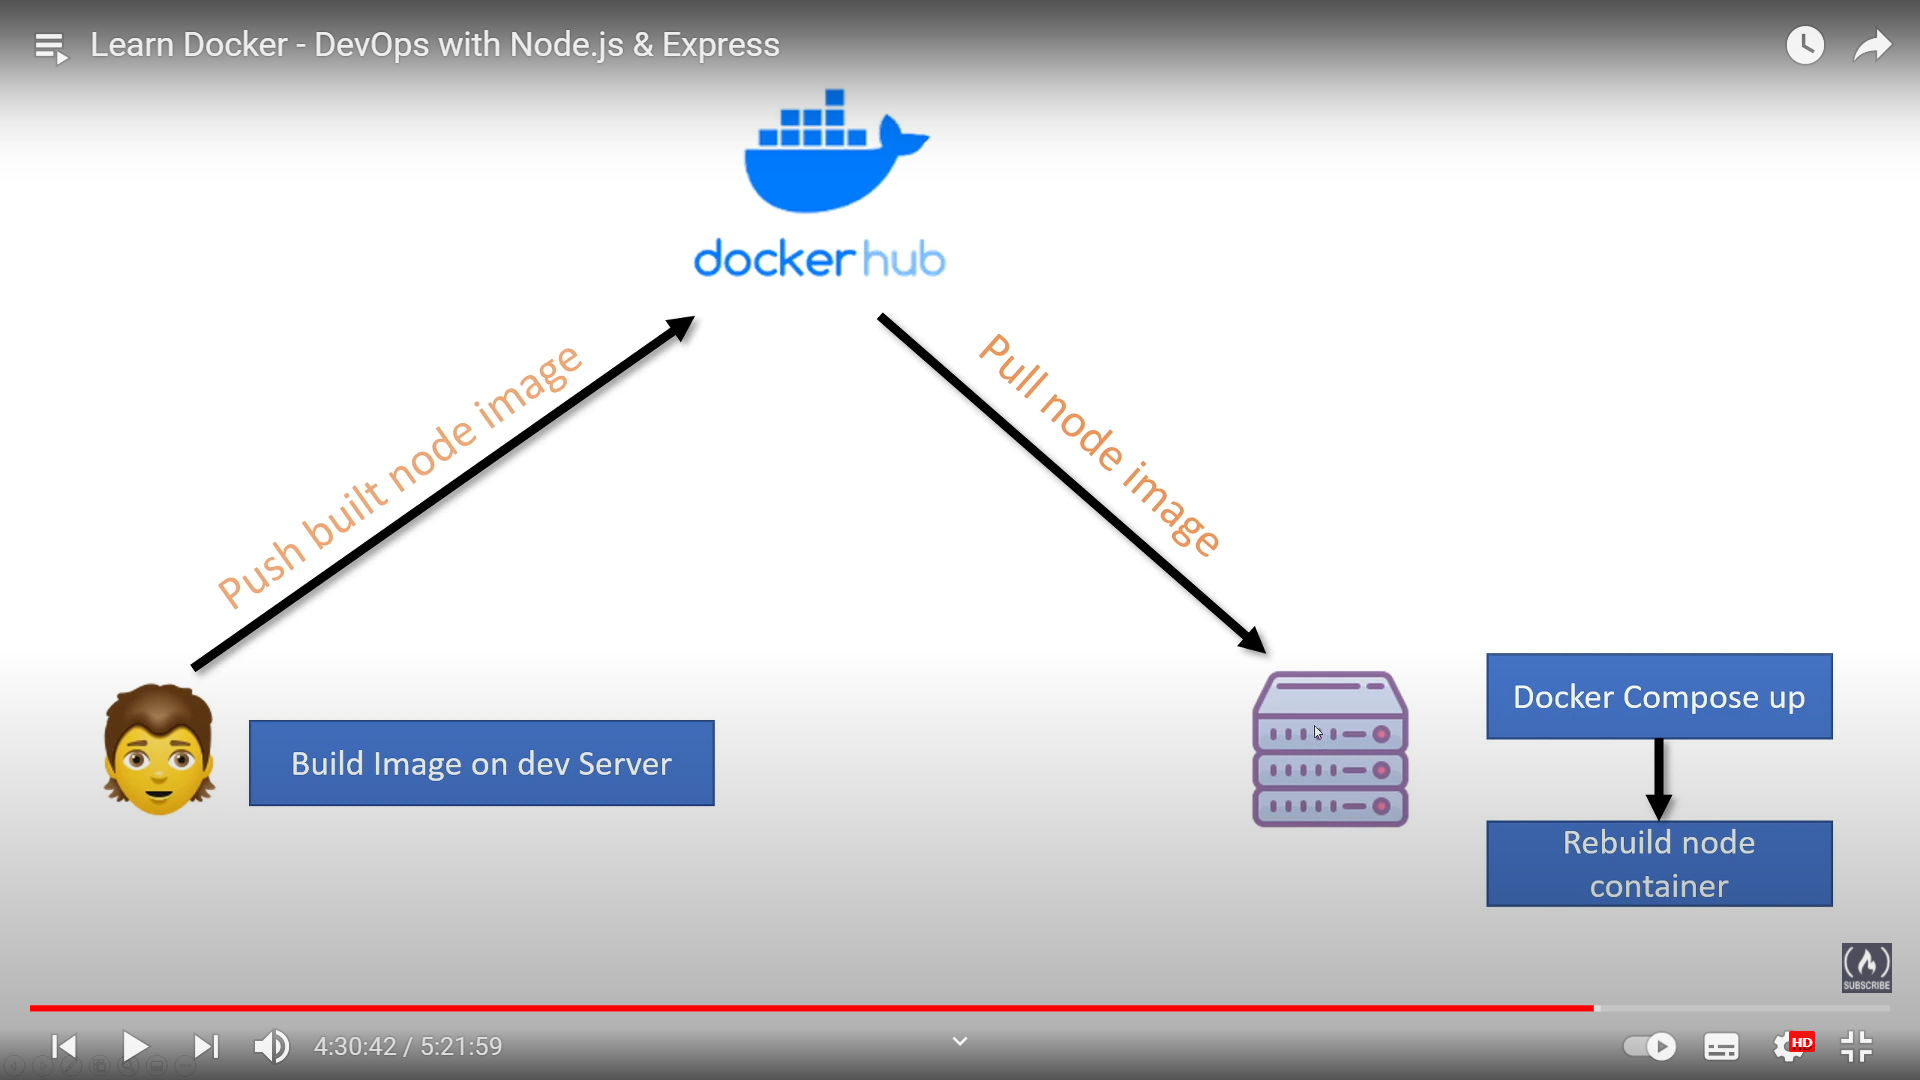 Learn Docker - DevOps with Node.js & Express
docker hub
Push built node image
Pull node image
Build Image on dev Server
Docker Compose up
Rebuild node
container
SUBSCRIBE
4:30:42 / 5:21:59
HD